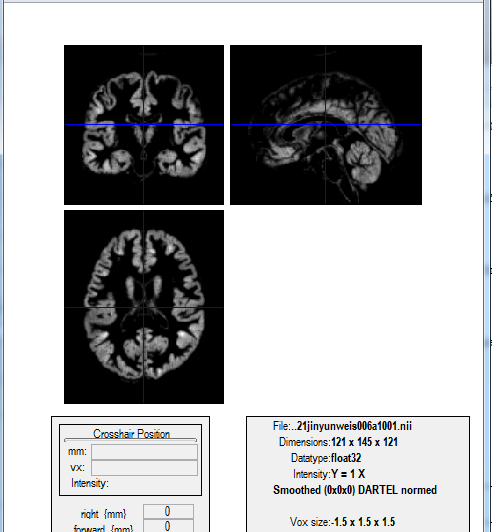 Crosshair Position
mm:
vx:
Intensity:
right {mm} 0
forward {mm} 0
File:..21jinyunweis006a1001.nii
Dimensions:121 x 145 x 121
Datatype:float32
Intensity:Y = 1 X
Smoothed (0x0x0) DARTEL normed
Vox size:-1.5 x 1.5 x 1.5